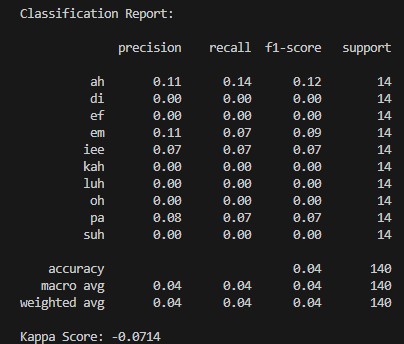 Classification Report:
precision recall f1-score support
ah 0.11 0.14 0.12 14
di 0.00 0.00 0.00 14
ef 0.00 0.00 0.00 14
em 0.11 0.07 0.09 14
iee 0.07 0.07 0.07 14
kah 0.00 0.00 0.00 14
luh 0.00 0.00 0.00 14
oh 0.00 0.00 0.00 14
pa 0.08 0.07 0.07 14
suh 0.00 0.00 0.00 14
accuracy 0.04 140
macro avg 0.04 0.04 0.04 140
weighted avg 0.04 0.04 0.04 140
Kappa Score: -0.0714